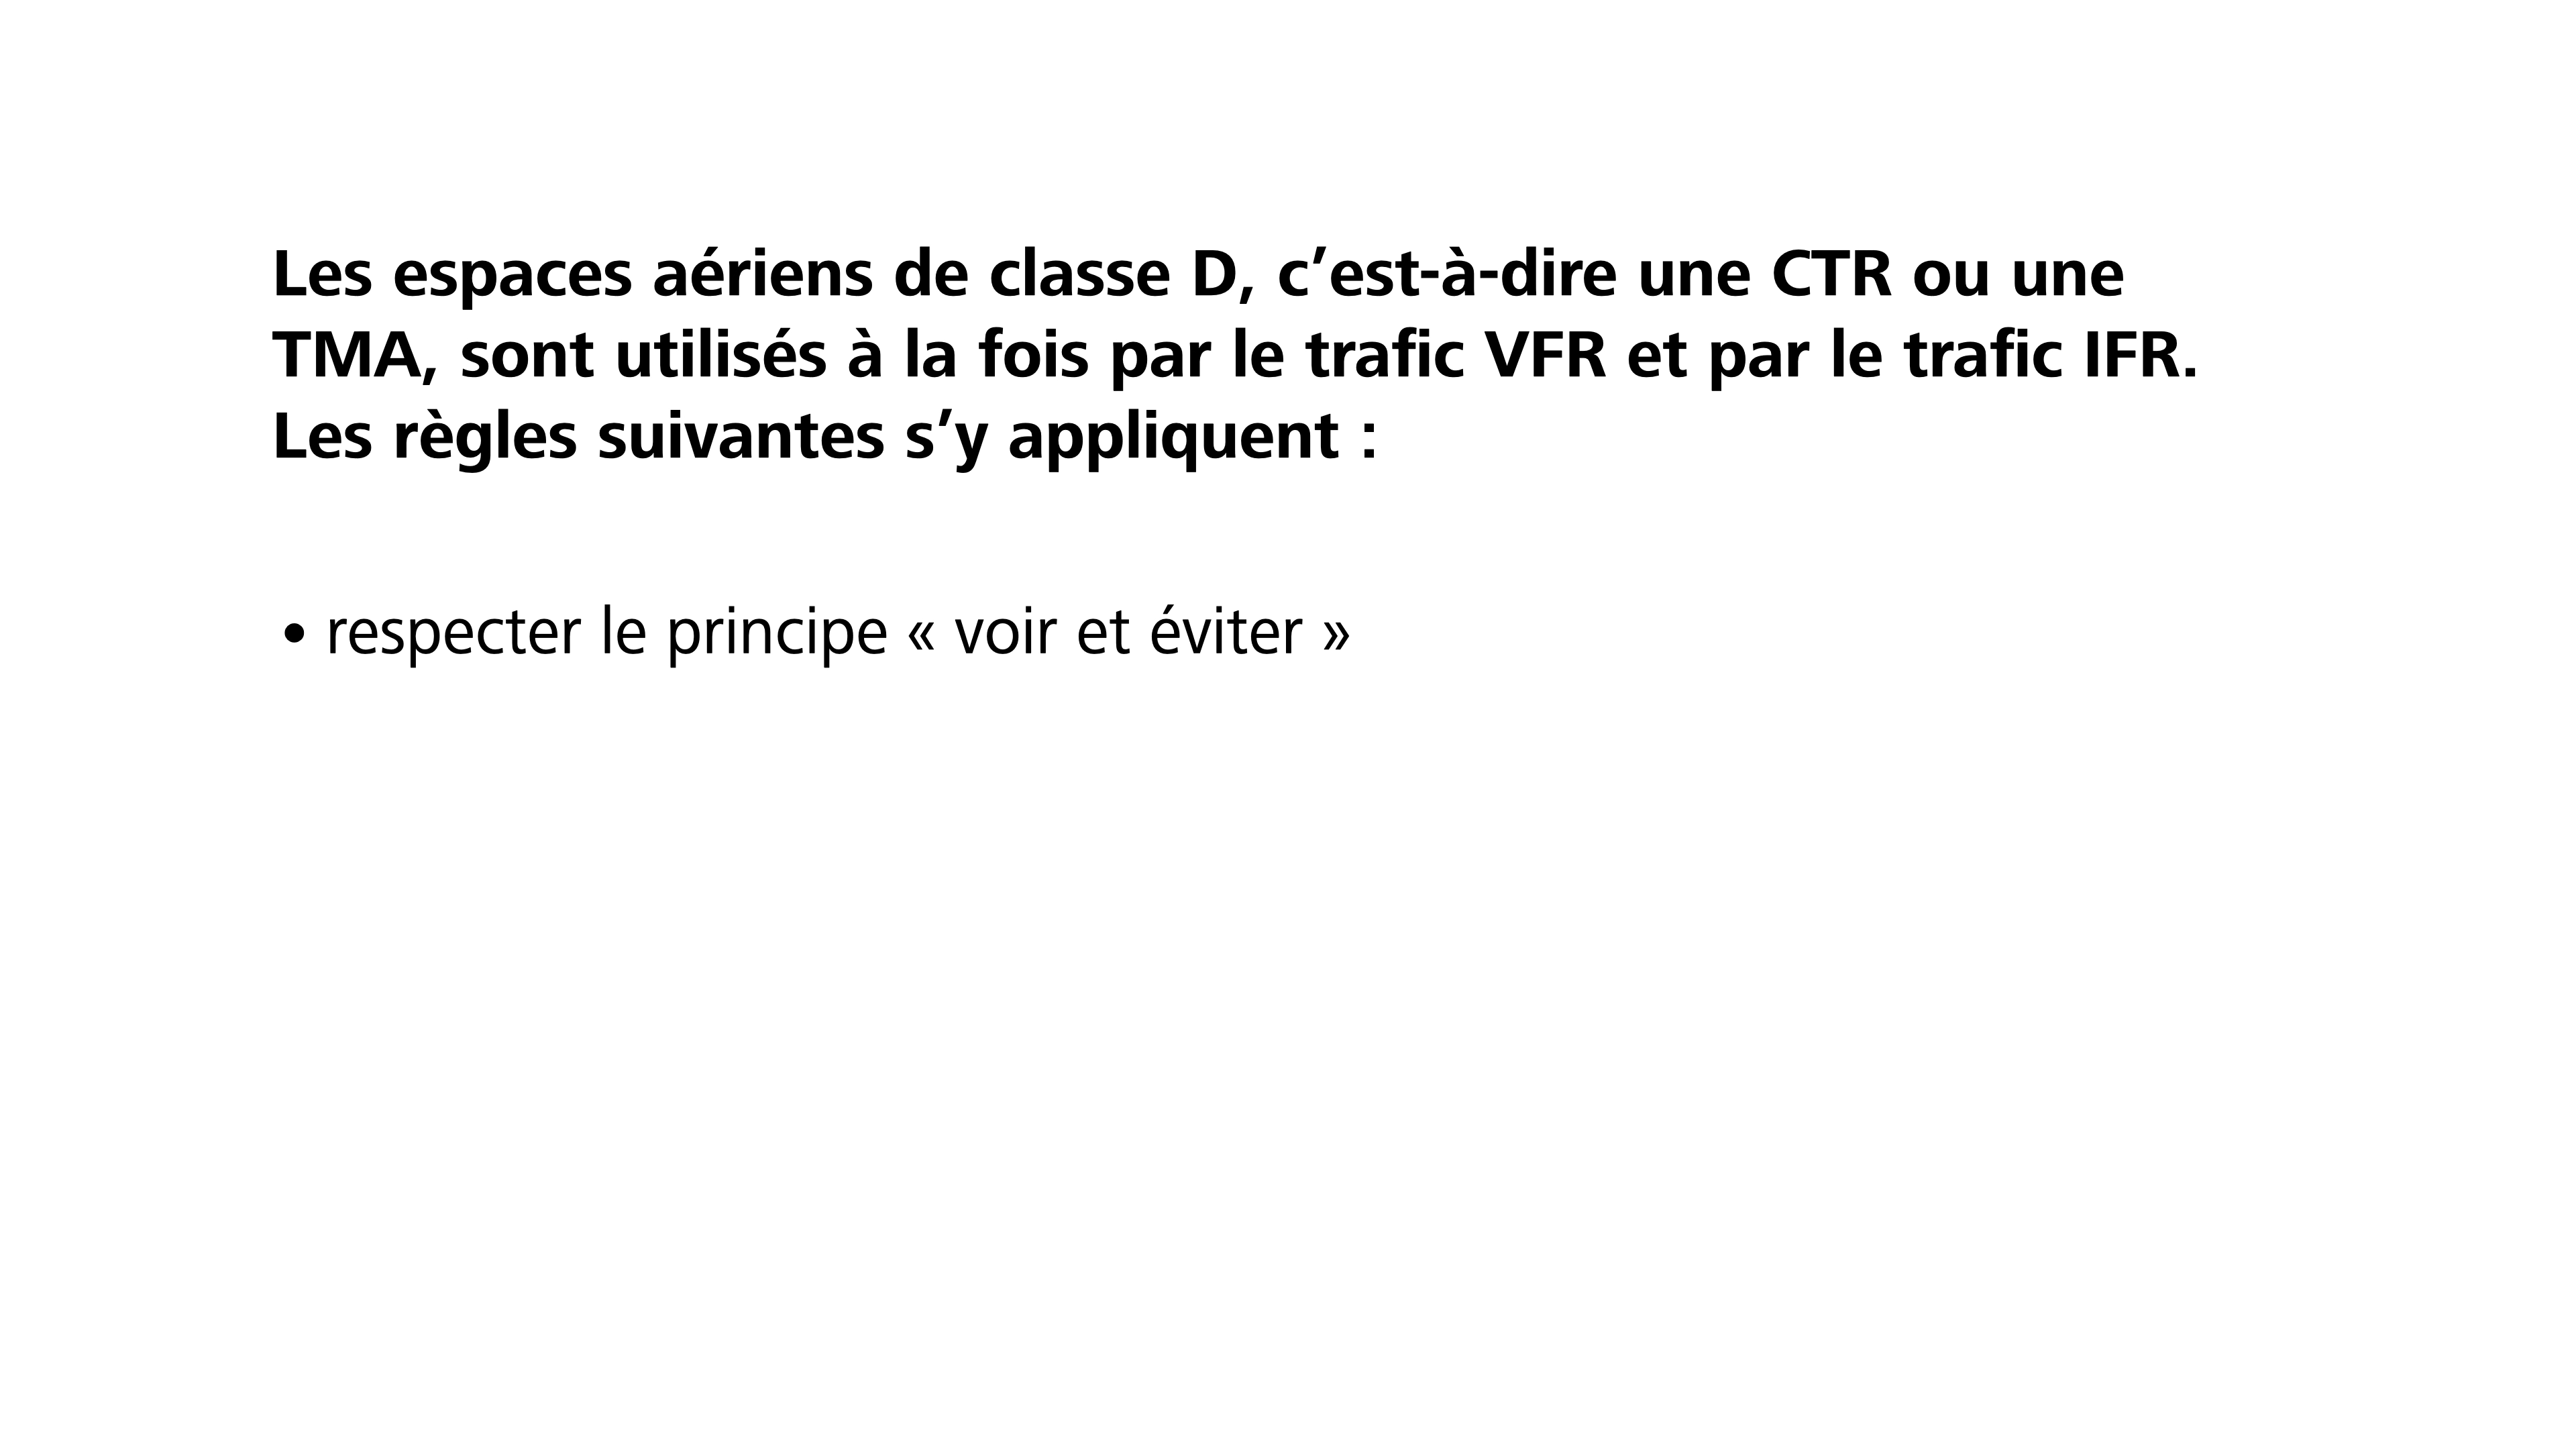 Les espaces aériens de classe D, c’est-à-dire une CTR ou une
TMA, sont utilisés à la fois par le trafic VFR et par le trafic IFR.
Les règles suivantes s’y appliquent :
• respecter le principe « voir et éviter »